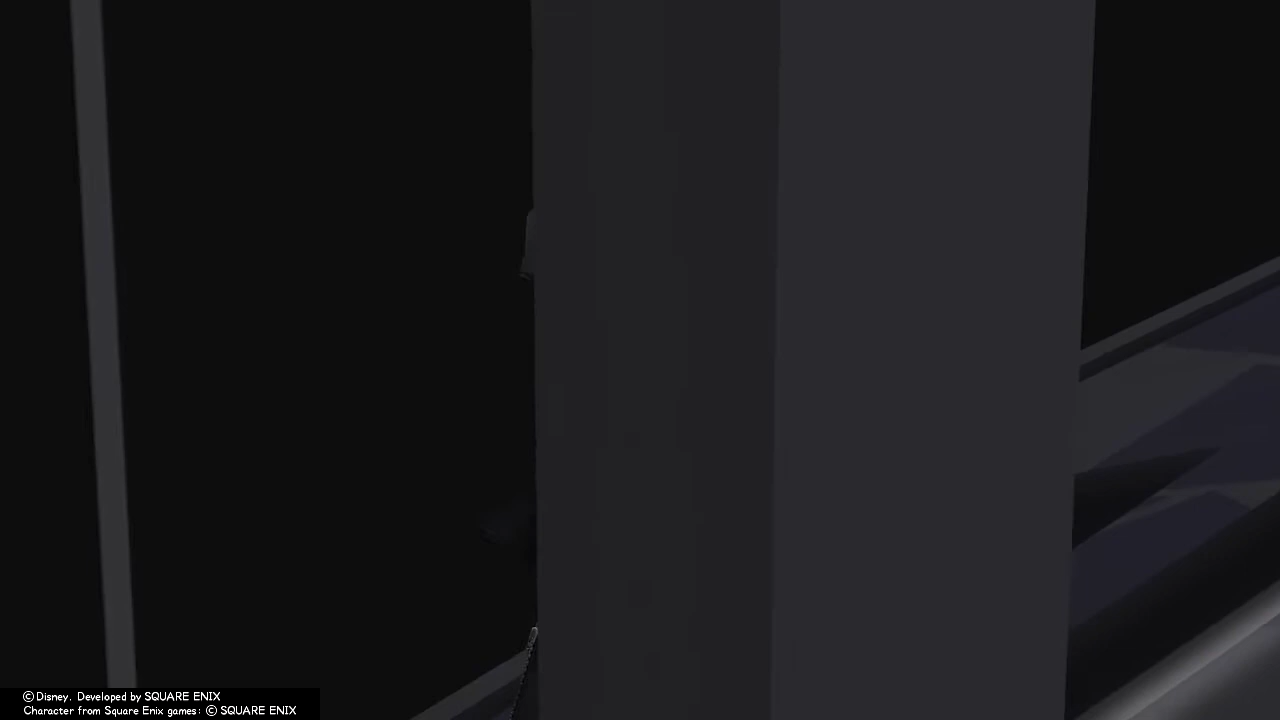 ©Disney. Developed by SQUARE ENIX
Character from Square Enix games: © SQUARE ENIX